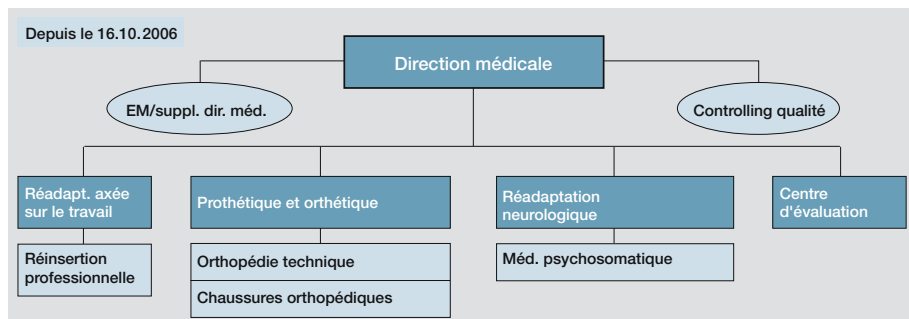 Depuis le 16.10.2006
Direction médicale
EM/suppl. dir. méd.
Controlling qualité
Réadapt. axée
sur le travail
Prothétique et orthétique
Réadaptation
neurologique
Centre
d'évaluation
Réinsertion
professionnelle
Orthopédie technique
Chaussures orthopédiques
Méd. psychosomatique